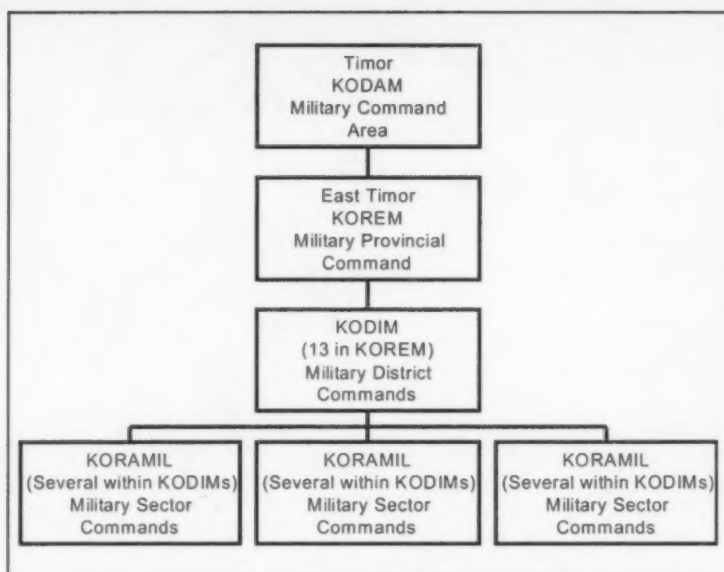 Timor
KODAM
Military Command
Area
East Timor
KOREM
Military Provincial
Command
KODIM
(13 in KOREM)
Military District
Commands
KORAMIL
(Several within KODIMs)
Military Sector
Commands
KORAMIL
(Several within KODIMs)
Military Sector
Commands
KORAMIL
(Several within KODIMs)
Military Sector
Commands